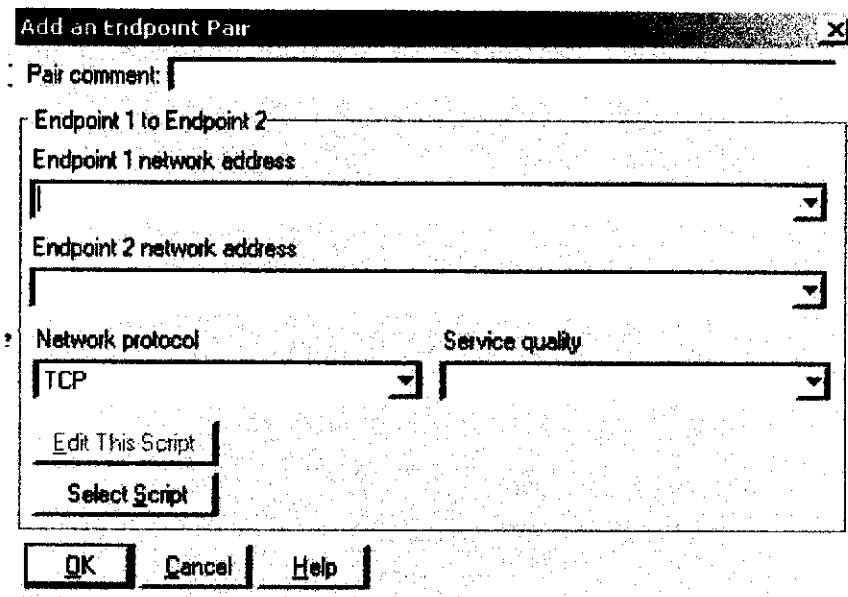 Add an Endpoint Pair
Pair comment:
Endpoint 1 to Endpoint 2
Endpoint 1 network address
Endpoint 2 network address
Network protocol
Service quality
TCP
Edit This Script
Select Script
OK Cancel Help